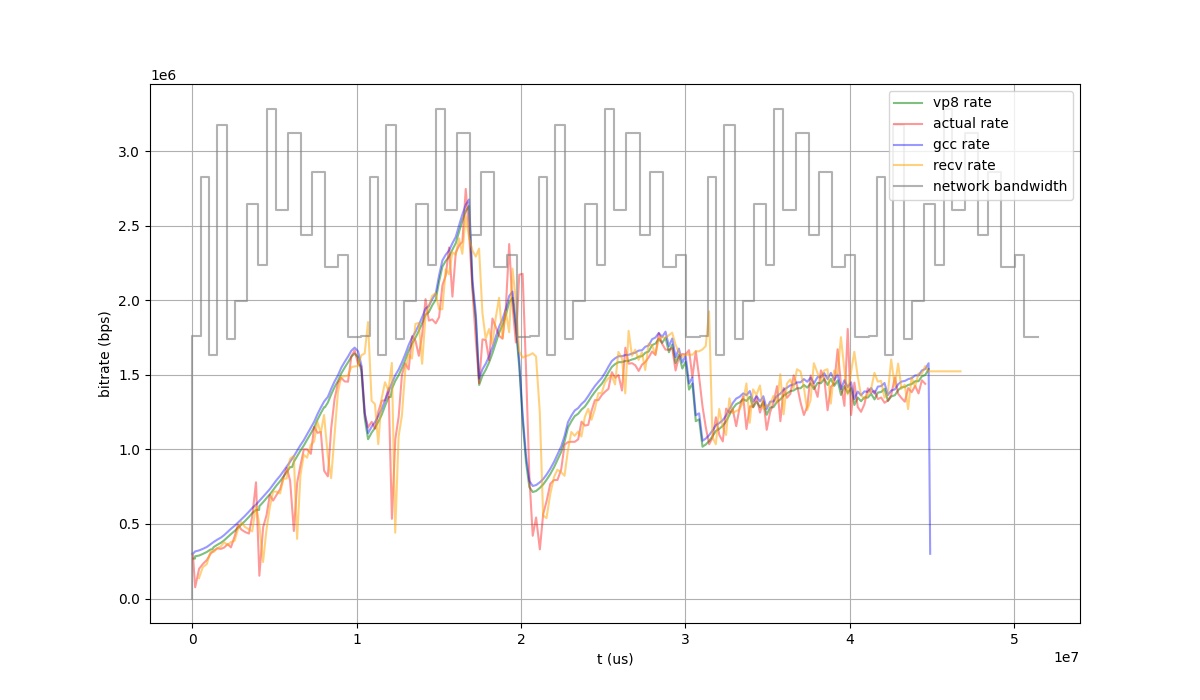 1e6
bitrate (bps)
3.0
2.5
2.0
1.5
1.0
0.5
0.0
vp8 rate
actual rate
gcc rate
recv rate
network bandwidth
0 1 2 3 4 5
t (us)
1e7